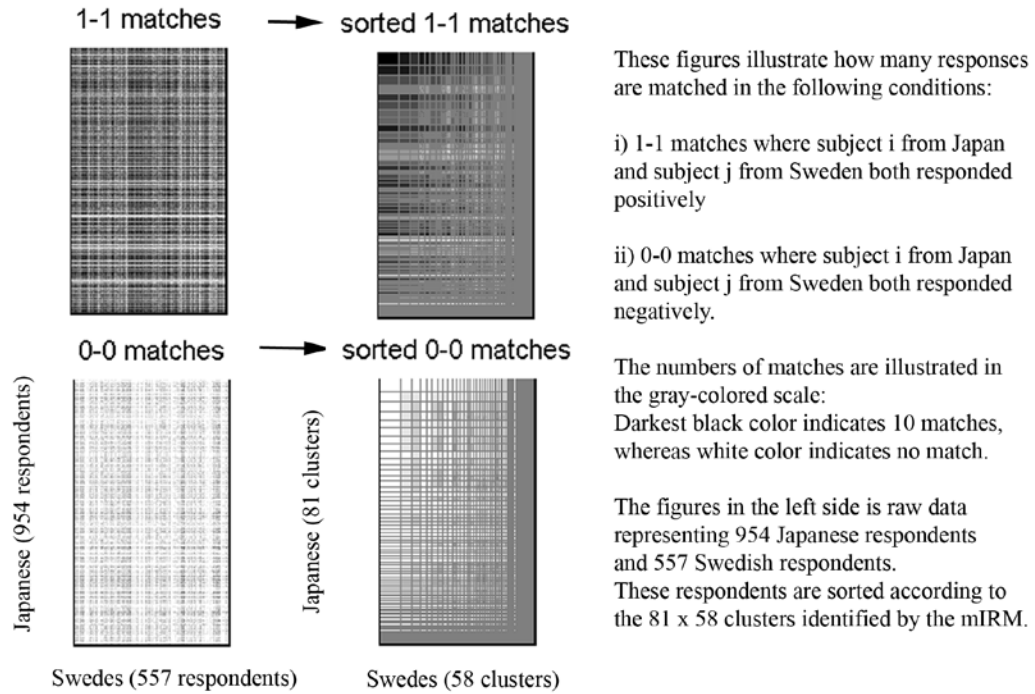 1-1 matches
sorted 1-1 matches
0-0 matches
sorted 0-0 matches
Japanese (954 respondents)
Japanese (81 clusters)
Swedes (557 respondents)
Swedes (58 clusters)
These figures illustrate how many responses
are matched in the following conditions:
i) 1-1 matches where subject i from Japan
and subject j from Sweden both responded
positively
ii) 0-0 matches where subject i from Japan
and subject j from Sweden both responded
negatively.
The numbers of matches are illustrated in
the gray-colored scale:
Darkest black color indicates 10 matches,
whereas white color indicates no match.
The figures in the left side is raw data
representing 954 Japanese respondents
and 557 Swedish respondents.
These respondents are sorted according to
the 81 x 58 clusters identified by the mIRM.